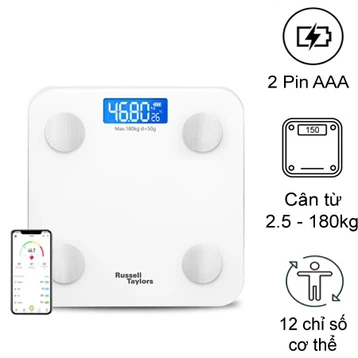 46.80
26°C
Max 180kg d=50g
Russell
Taylors
2 Pin AAA
150
Cân từ
2.5 - 180kg
12 chỉ số
cơ thể